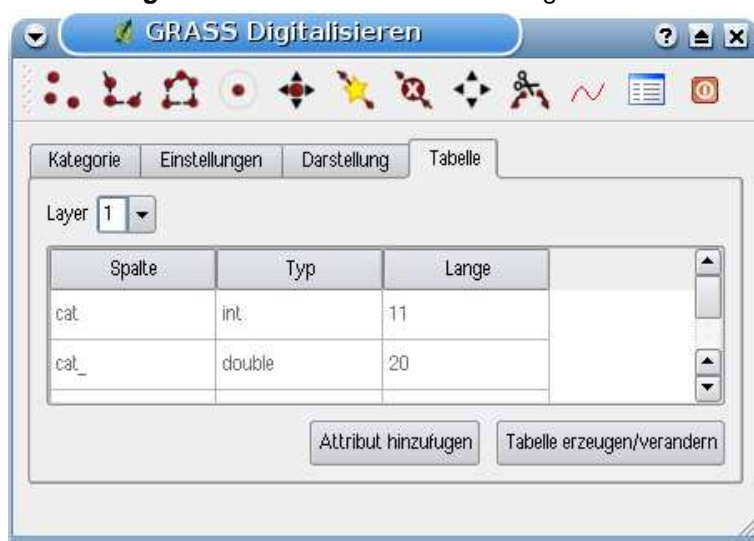 GRASS Digitalisieren
Kategorie Einstellungen Darstellung Tabelle
Layer 1
Spalte Typ Lange
cat int 11
cat_ double 20
Attribut hinzufugen Tabelle erzeugen/verandern